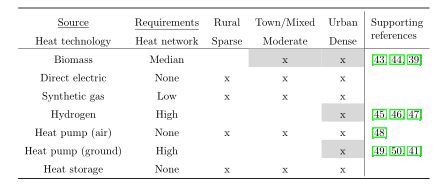 Source Requirements Rural Town/Mixed Urban Supporting
Heat technology Heat network Sparse Moderate Dense references
Biomass Median x x [43, 44, 39]
Direct electric None x x x
Synthetic gas Low x x x
Hydrogen High x [45, 46, 47]
Heat pump (air) None x x x [48]
Heat pump (ground) High x [49, 50, 41]
Heat storage None x x x